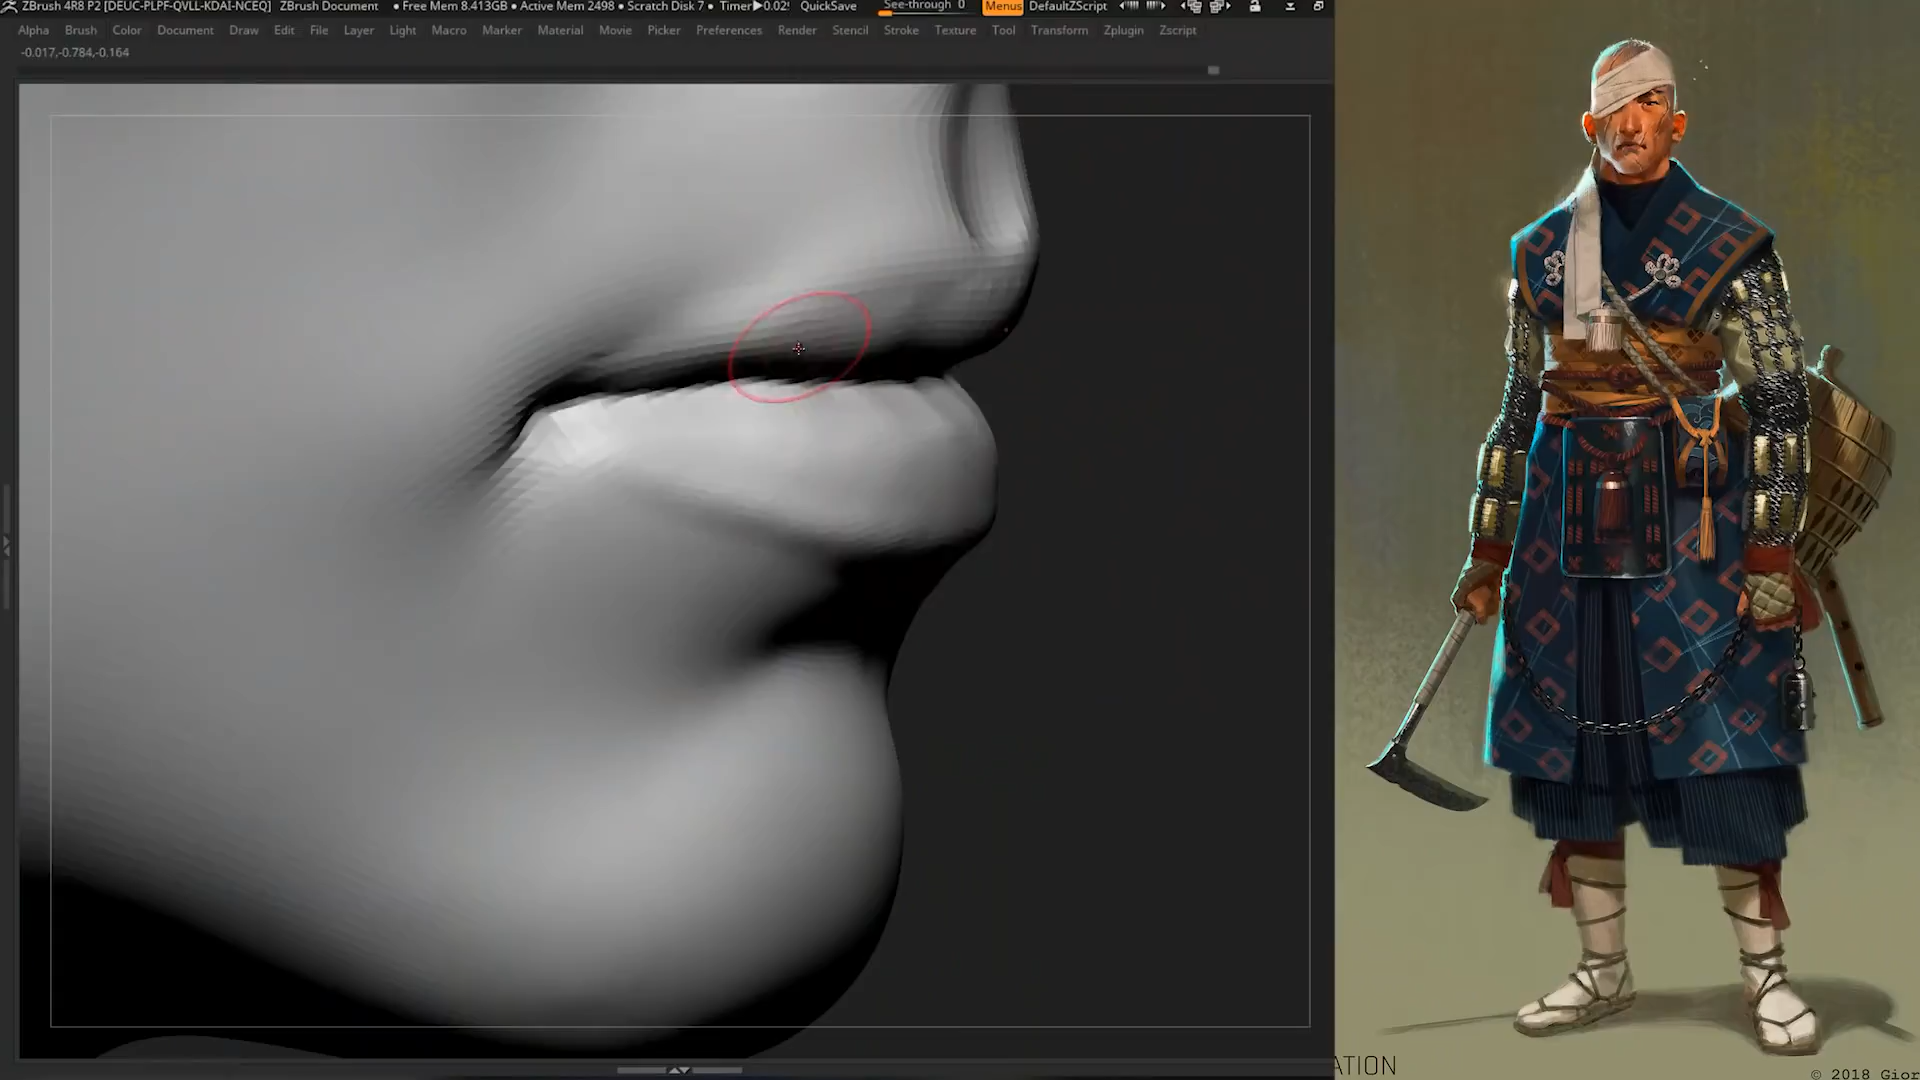 ZBrush 4R8 P2 [DEUC-PLPF-QVLL-KDAI-NCEQ] ZBrush Document • Free Mem 8.413GB • Active Mem 2498 • Scratch Disk 7 • Timer▶0.02 QuickSave See-through 0 Menus DefaultZScript
Alpha Brush Color Document Draw Edit File Layer Light Macro Marker Material Movie Picker Preferences Render Stencil Stroke Texture Tool Transform Zplugin Zscript
-0.017,-0.784,-0.164
ATION
© 2018 Gior